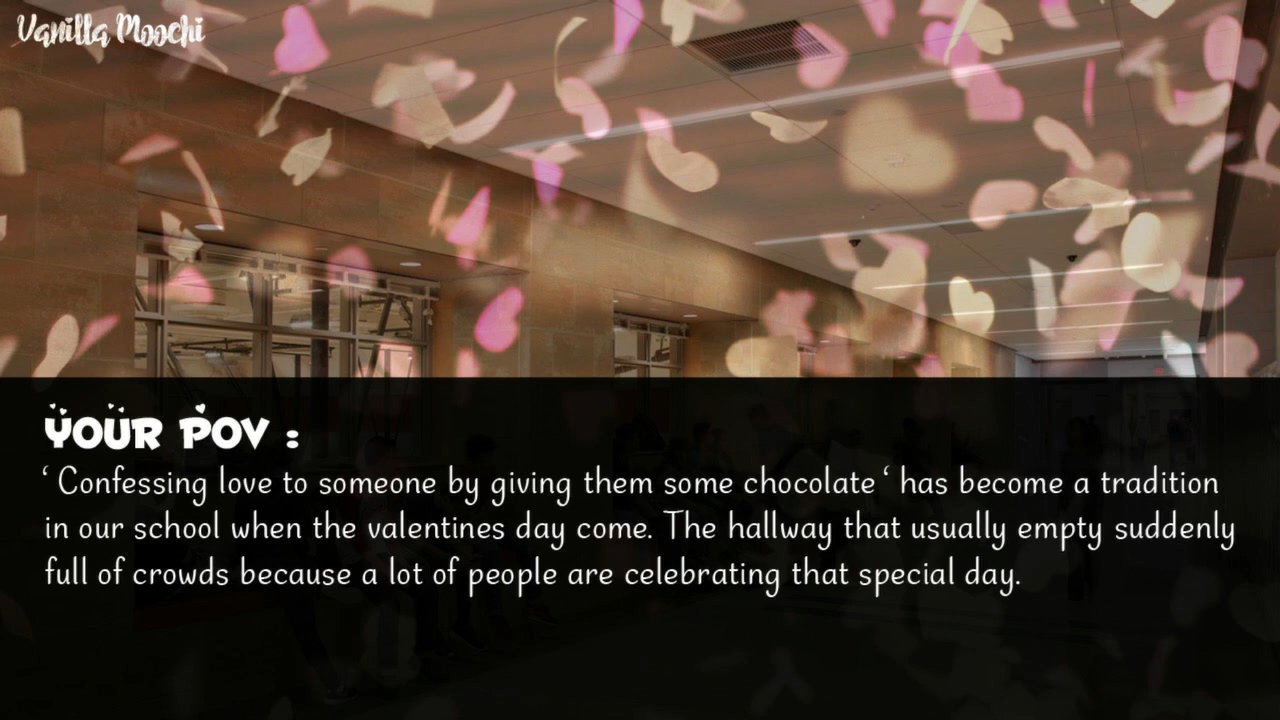 Vanilla Moochi
YOUR POV :
‘ Confessing love to someone by giving them some chocolate ‘ has become a tradition
in our school when the valentines day come. The hallway that usually empty suddenly
full of crowds because a lot of people are celebrating that special day.